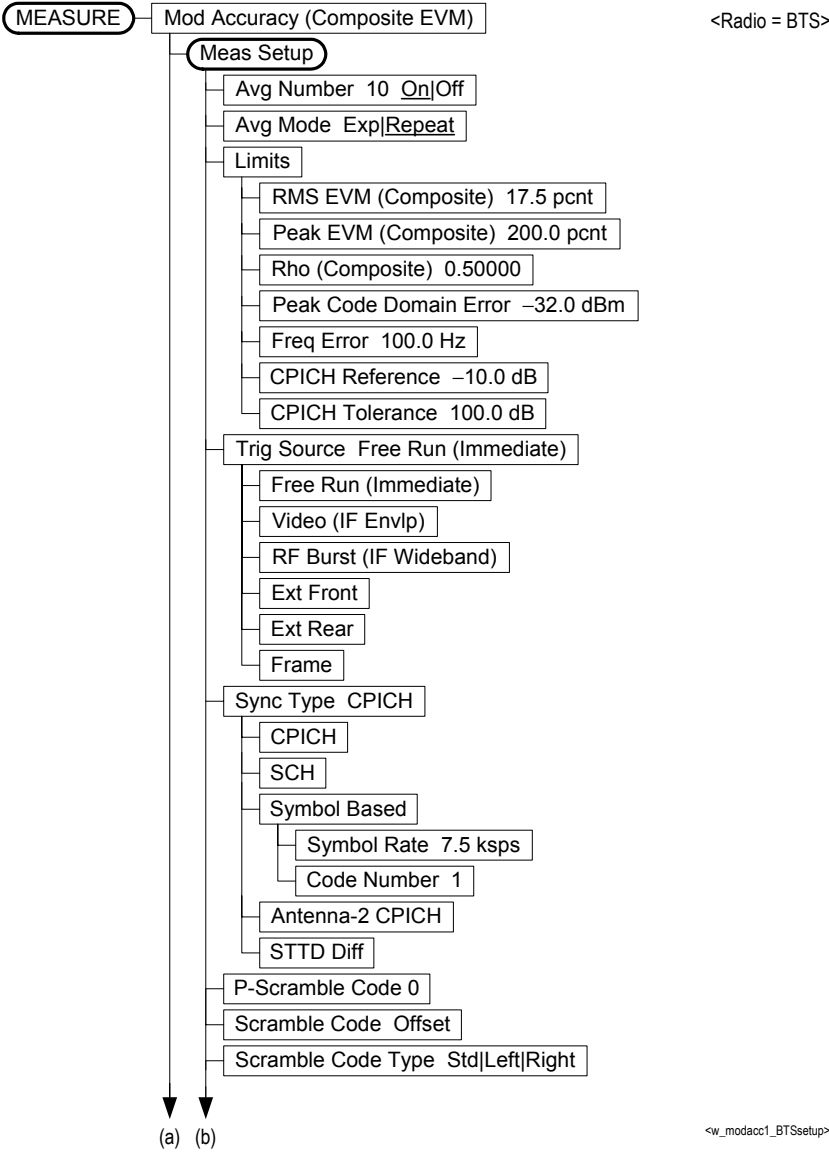 MEASURE Mod Accuracy (Composite EVM) <Radio = BTS>
Meas Setup
Avg Number 10 On|Off
Avg Mode Exp|Repeat
Limits
RMS EVM (Composite) 17.5 pcnt
Peak EVM (Composite) 200.0 pcnt
Rho (Composite) 0.50000
Peak Code Domain Error –32.0 dBm
Freq Error 100.0 Hz
CPICH Reference –10.0 dB
CPICH Tolerance 100.0 dB
Trig Source Free Run (Immediate)
Free Run (Immediate)
Video (IF Envlp)
RF Burst (IF Wideband)
Ext Front
Ext Rear
Frame
Sync Type CPICH
CPICH
SCH
Symbol Based
Symbol Rate 7.5 ksps
Code Number 1
Antenna-2 CPICH
STTD Diff
P-Scramble Code 0
Scramble Code Offset
Scramble Code Type Std|Left|Right
(a) (b) <w_modacc1_BTSsetup>